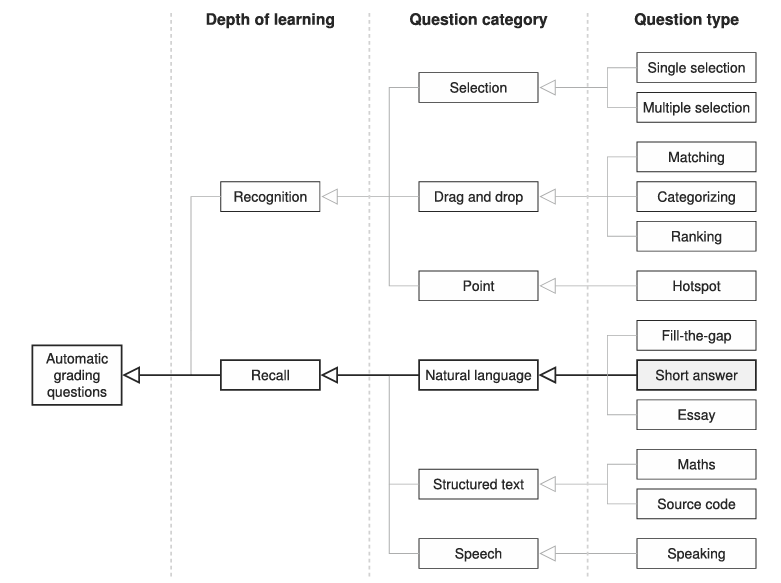 Depth of learning
Question category
Question type
Single selection
Selection
Multiple selection
Matching
Recognition
Drag and drop
Categorizing
Ranking
Point
Hotspot
Fill-the-gap
Automatic
grading
questions
Recall
Natural language
Short answer
Essay
Maths
Structured text
Source code
Speech
Speaking